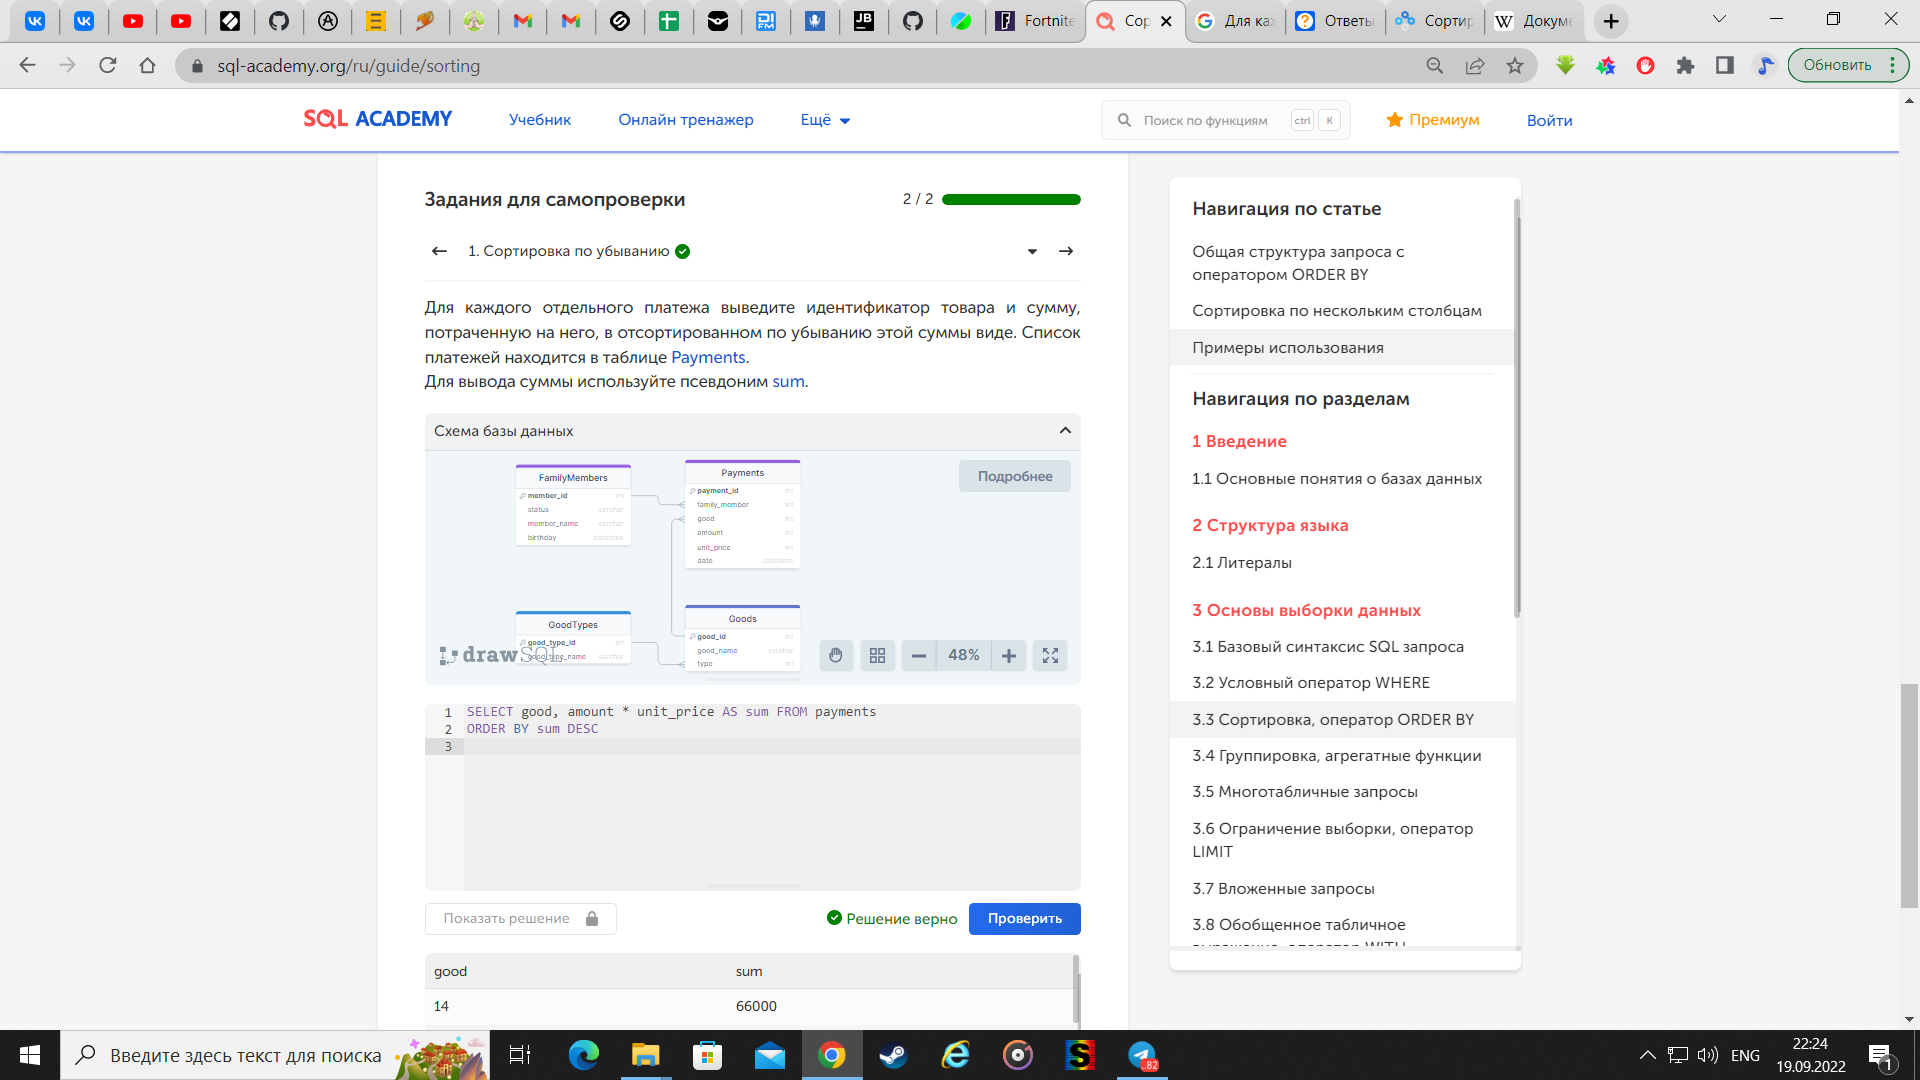 Fortnite
Сор
Для каж
Ответы
Сортир
Докуме
sql-academy.org/ru/guide/sorting
Обновить
SQL ACADEMY
Учебник
Онлайн тренажер
Ещё
Поиск по функциям
ctrl
K
Премиум
Войти
Задания для самопроверки
2 / 2
1. Сортировка по убыванию
Для каждого отдельного платежа выведите идентификатор товара и сумму,
потраченную на него, в отсортированном по убыванию этой суммы виде. Список
платежей находится в таблице Payments.
Для вывода суммы используйте псевдоним sum.
Схема базы данных
Подробнее
FamilyMembers
member_id int
status varchar
member_name varchar
birthday datetime
Payments
payment_id int
family_member int
good int
amount int
unit_price int
date datetime
GoodTypes
good_type_id int
good_type_name varchar
Goods
good_id int
good_name varchar
type int
drawSQL
48%
1 SELECT good, amount * unit_price AS sum FROM payments
2 ORDER BY sum DESC
3
Показать решение
Решение верно
Проверить
good sum
14 66000
Навигация по статье
Общая структура запроса с
оператором ORDER BY
Сортировка по нескольким столбцам
Примеры использования
Навигация по разделам
1 Введение
1.1 Основные понятия о базах данных
2 Структура языка
2.1 Литералы
3 Основы выборки данных
3.1 Базовый синтаксис SQL запроса
3.2 Условный оператор WHERE
3.3 Сортировка, оператор ORDER BY
3.4 Группировка, агрегатные функции
3.5 Многотабличные запросы
3.6 Ограничение выборки, оператор
LIMIT
3.7 Вложенные запросы
3.8 Обобщенное табличное
выражение, оператор WITH
Введите здесь текст для поиска
..82
ENG
22:24
19.09.2022
1